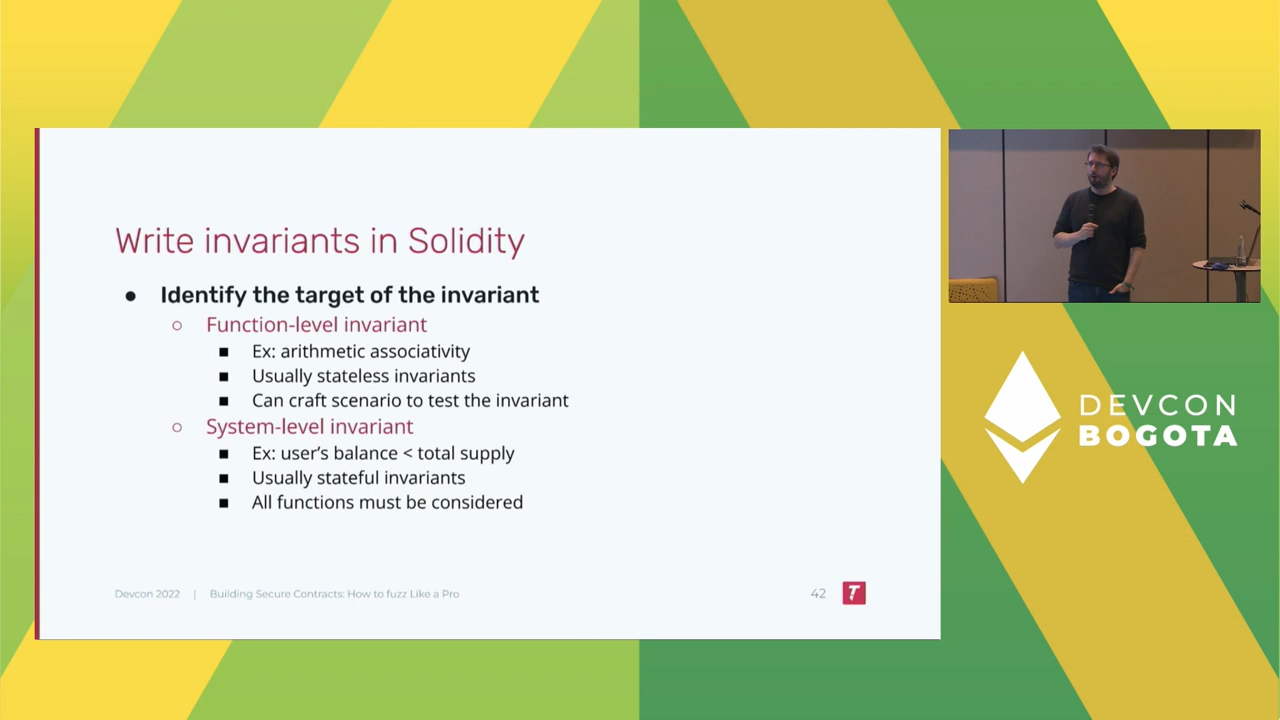 Write invariants in Solidity
● Identify the target of the invariant
○ Function-level invariant
■ Ex: arithmetic associativity
■ Usually stateless invariants
■ Can craft scenario to test the invariant
○ System-level invariant
■ Ex: user's balance < total supply
■ Usually stateful invariants
■ All functions must be considered
Devcon 2022 | Building Secure Contracts: How to fuzz Like a Pro
42
T
DEVCON
BOGOTA